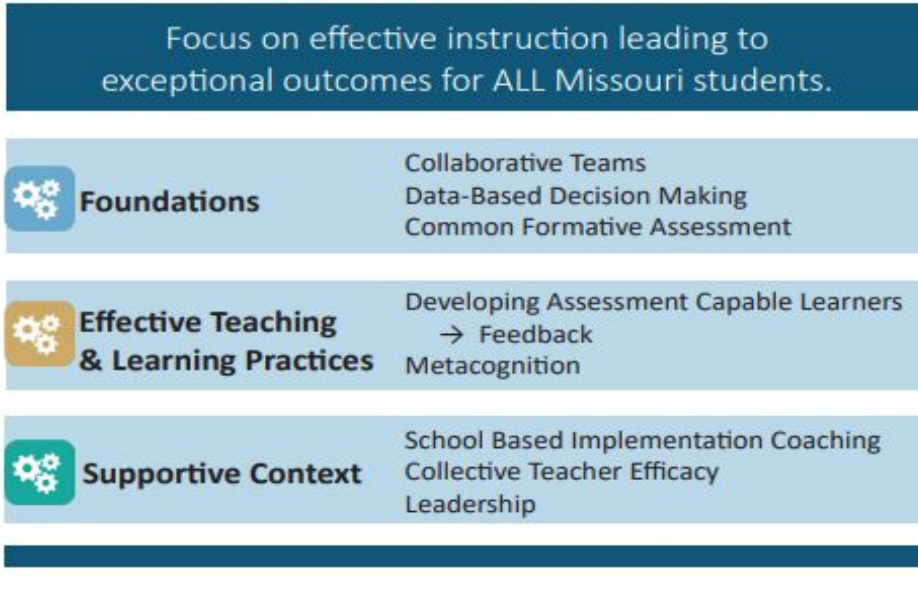 Focus on effective instruction leading to
exceptional outcomes for ALL Missouri students.
Foundations
Collaborative Teams
Data-Based Decision Making
Common Formative Assessment
Effective Teaching
& Learning Practices
Developing Assessment Capable Learners
→ Feedback
Metacognition
Supportive Context
School Based Implementation Coaching
Collective Teacher Efficacy
Leadership